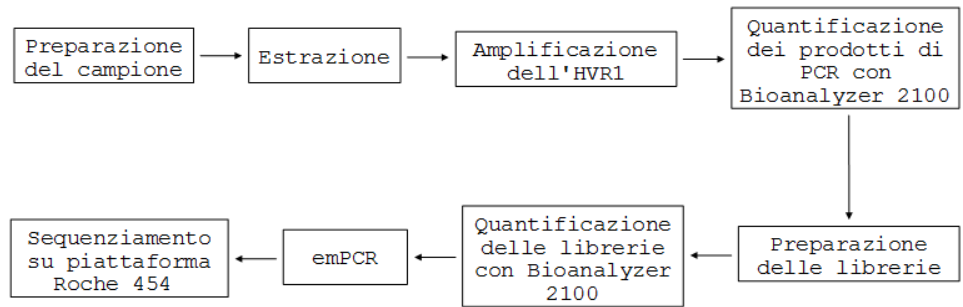 Preparazione
del campione
Estrazione
Amplificazione
dell'HVR1
Quantificazione
dei prodotti di
PCR con
Bioanalyzer 2100
Preparazione
delle librerie
Quantificazione
delle librerie
con Bioanalyzer
2100
emPCR
Sequenziamento
su piattaforma
Roche 454